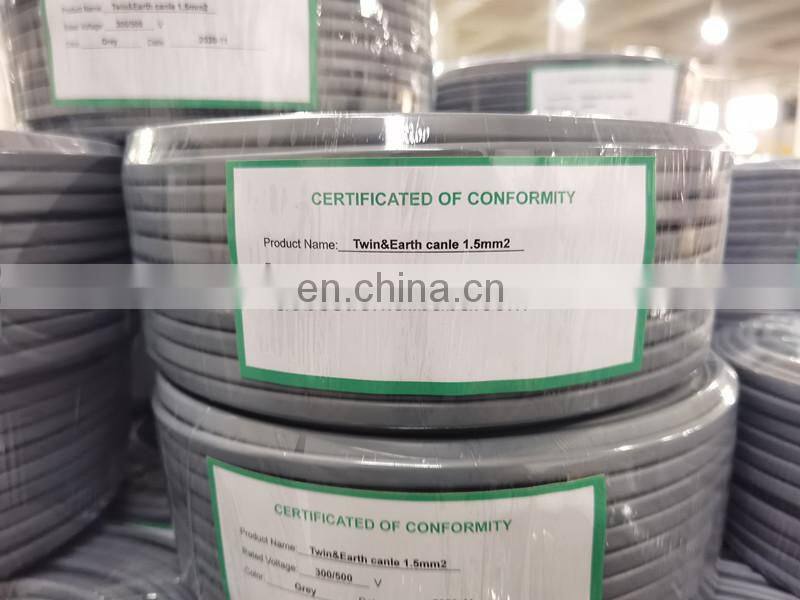 Product Name: Twin&Earth canle 1.5mm2
Rated Voltage: 300/500 V
Color: Grey Date:
CERTIFICATED OF CONFORMITY
Product Name: Twin&Earth canle 1.5mm2
en.china.cn
CERTIFICATED OF CONFORMITY
Product Name: Twin&Earth canle 1.5mm2
Rated Voltage: 300/500 V
Color: Grey